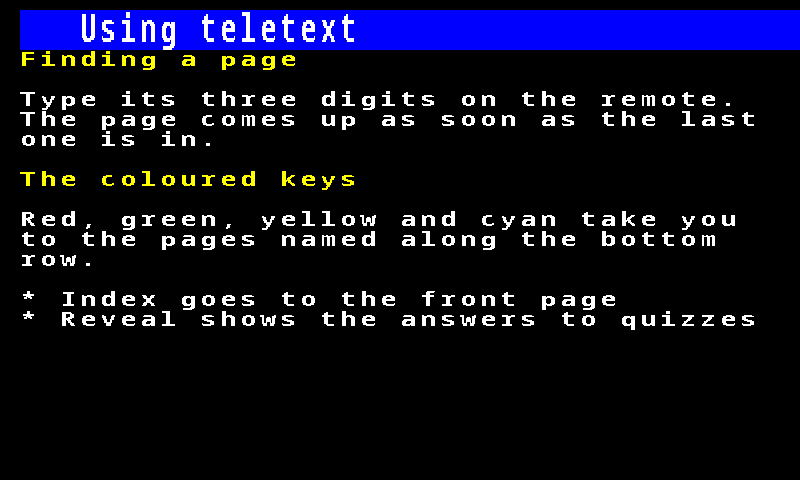 Using teletext
Finding a page
Type its three digits on the remote.
The page comes up as soon as the last
one is in.
The coloured keys
Red, green, yellow and cyan take you
to the pages named along the bottom
row.
* Index goes to the front page
* Reveal shows the answers to quizzes